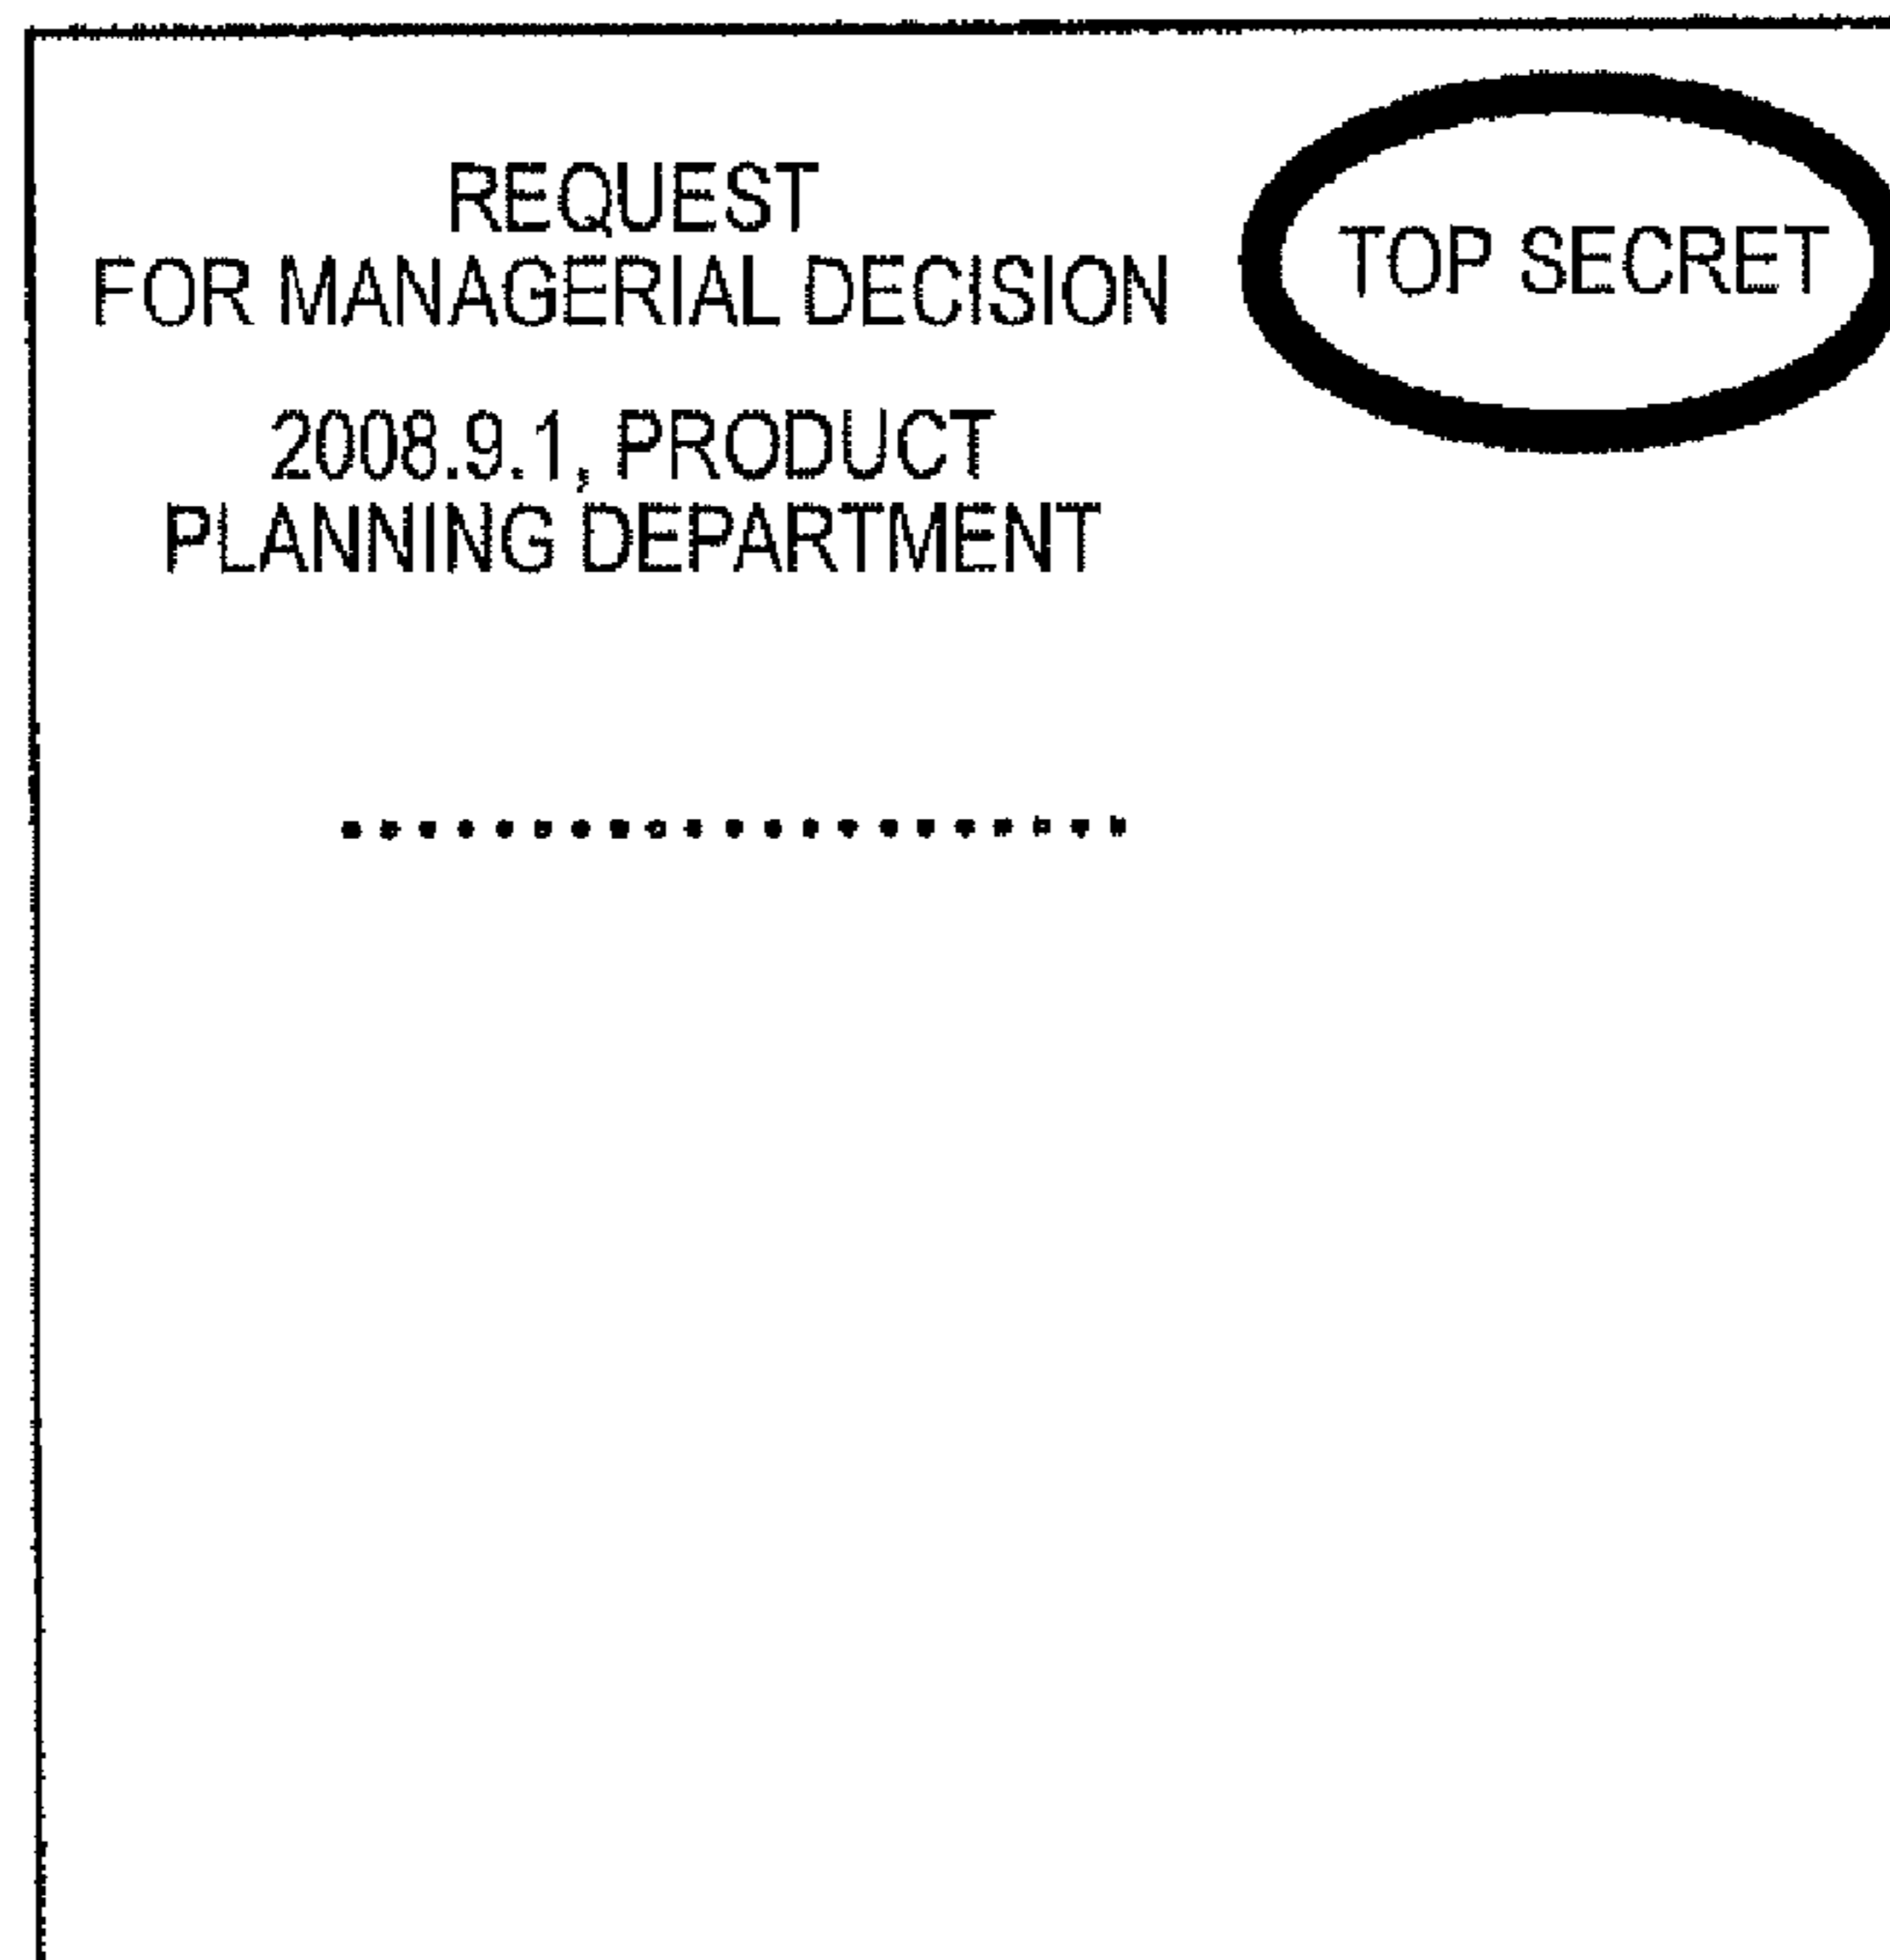 REQUEST
FOR MANAGERIAL DECISION
TOP SECRET
2008.9.1, PRODUCT
PLANNING DEPARTMENT